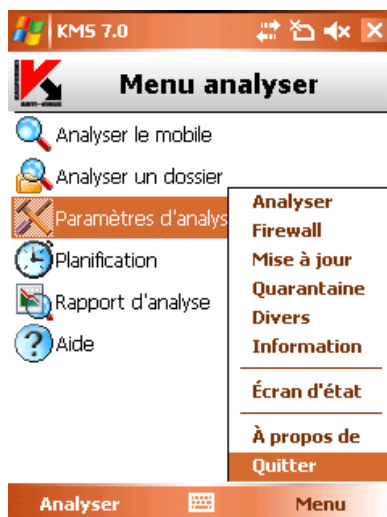 KMS 7.0
Menu analyser
Analyser le mobile
Analyser un dossier
Paramètres d'analys
Planification
Rapport d'analyse
Aide
Analyser
Firewall
Mise à jour
Quarantaine
Divers
Information
Écran d'état
À propos de
Quitter
Analyser
Menu